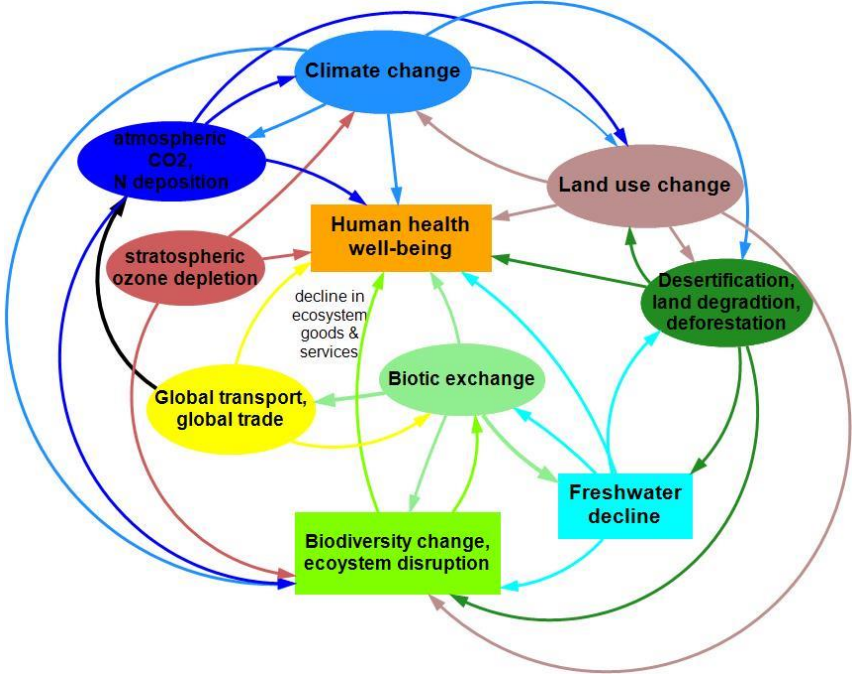 Climate change
atmospheric
CO2,
N deposition
Land use change
Human health
well-being
stratospheric
ozone depletion
Desertification,
land degradtion,
deforestation
decline in
ecosystem
goods &
services
Biotic exchange
Global transport,
global trade
Freshwater
decline
Biodiversity change,
ecoystem disruption